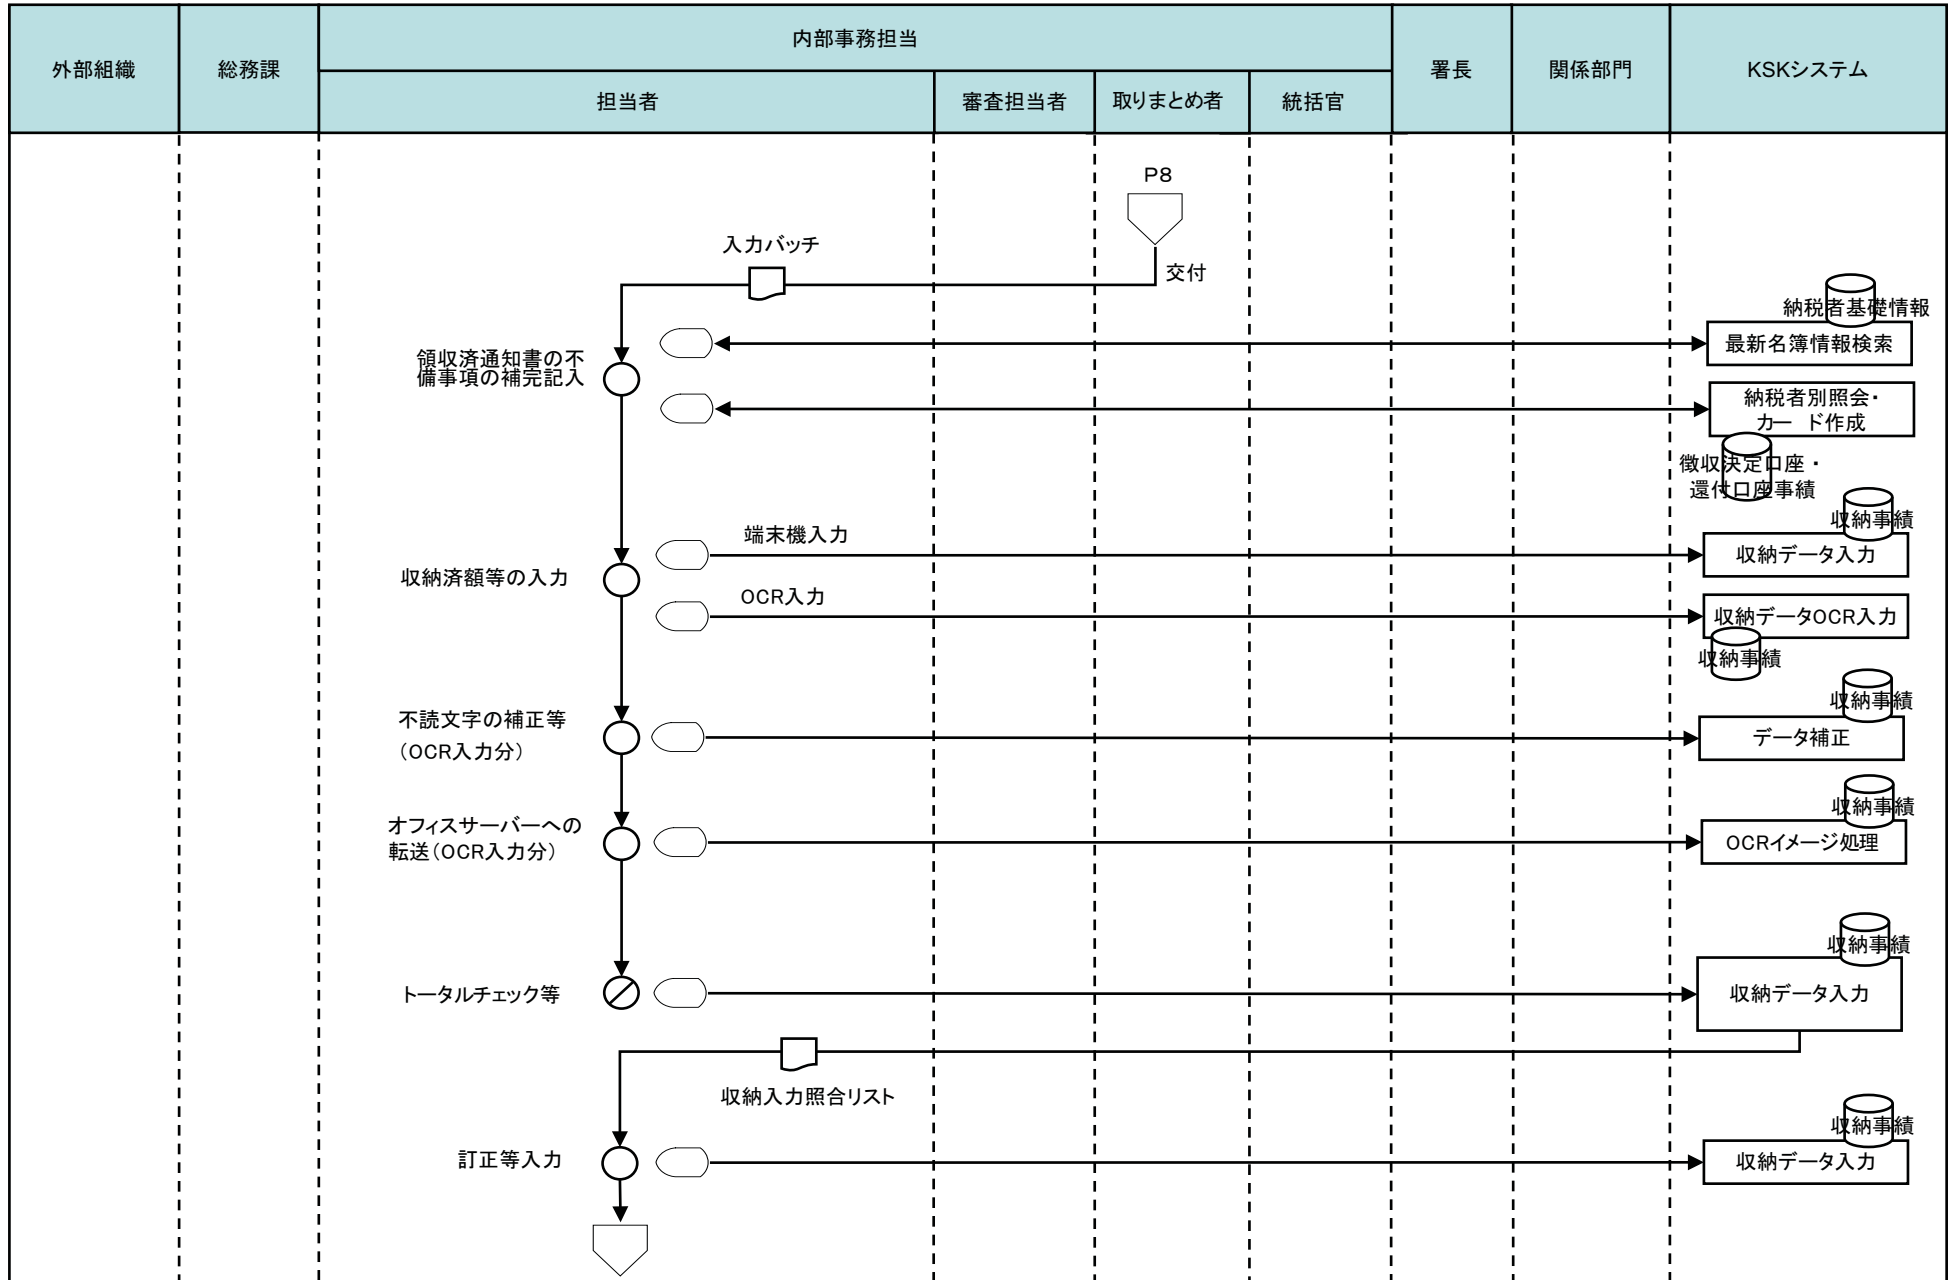 外部組織
総務課
内部事務担当
担当者
審査担当者
取りまとめ者
統括官
署長
関係部門
KSKシステム
P8
入力バッチ
交付
納税者基礎情報
最新名簿情報検索
領収済通知書の不
備事項の補完記入
納税者別照会・
カード作成
徴収決定口座・
還付口座事績
収納事績
端末機入力
収納データ入力
収納済額等の入力
OCR入力
収納データOCR入力
収納事績
収納事績
不読文字の補正等
(OCR入力分)
データ補正
収納事績
オフィスサーバーへの
転送(OCR入力分)
OCRイメージ処理
収納事績
トータルチェック等
収納データ入力
収納入力照合リスト
収納事績
訂正等入力
収納データ入力